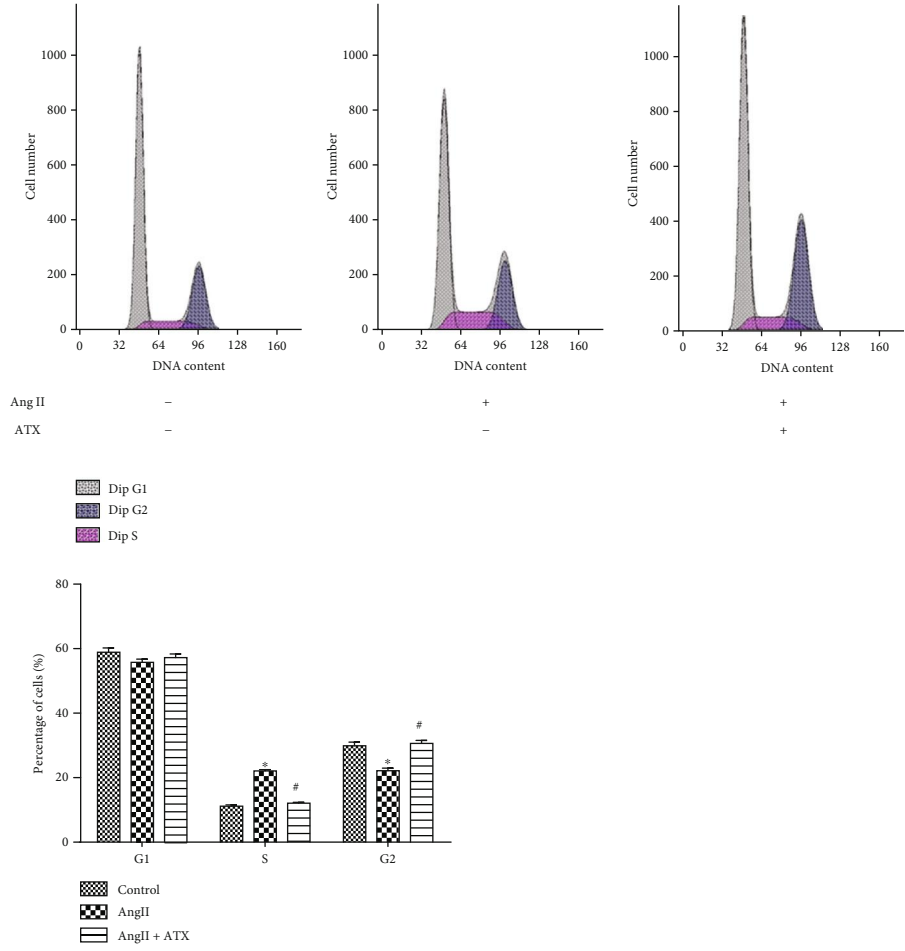 1000
800
600
400
200
0
Cell number
0 32 64 96 128 160
DNA content
1000
800
600
400
200
0
Cell number
0 32 64 96 128 160
DNA content
1000
800
600
400
200
0
Cell number
0 32 64 96 128 160
DNA content
Ang II − + +
ATX − − +
Dip G1
Dip G2
Dip S
80
60
40
20
0
Percentage of cells (%)
* # * #
G1 S G2
Control
AngII
AngII + ATX